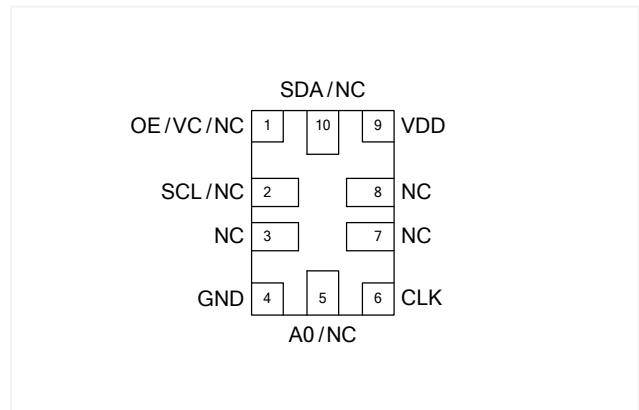 SDA/NC
OE/VC/NC 1 10 9 VDD
SCL/NC 2 8 NC
NC 3 7 NC
GND 4 5 6 CLK
A0/NC